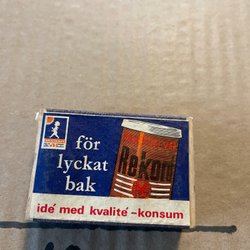 för
lyckat
bak
Rekord
idé med kvalité -konsum